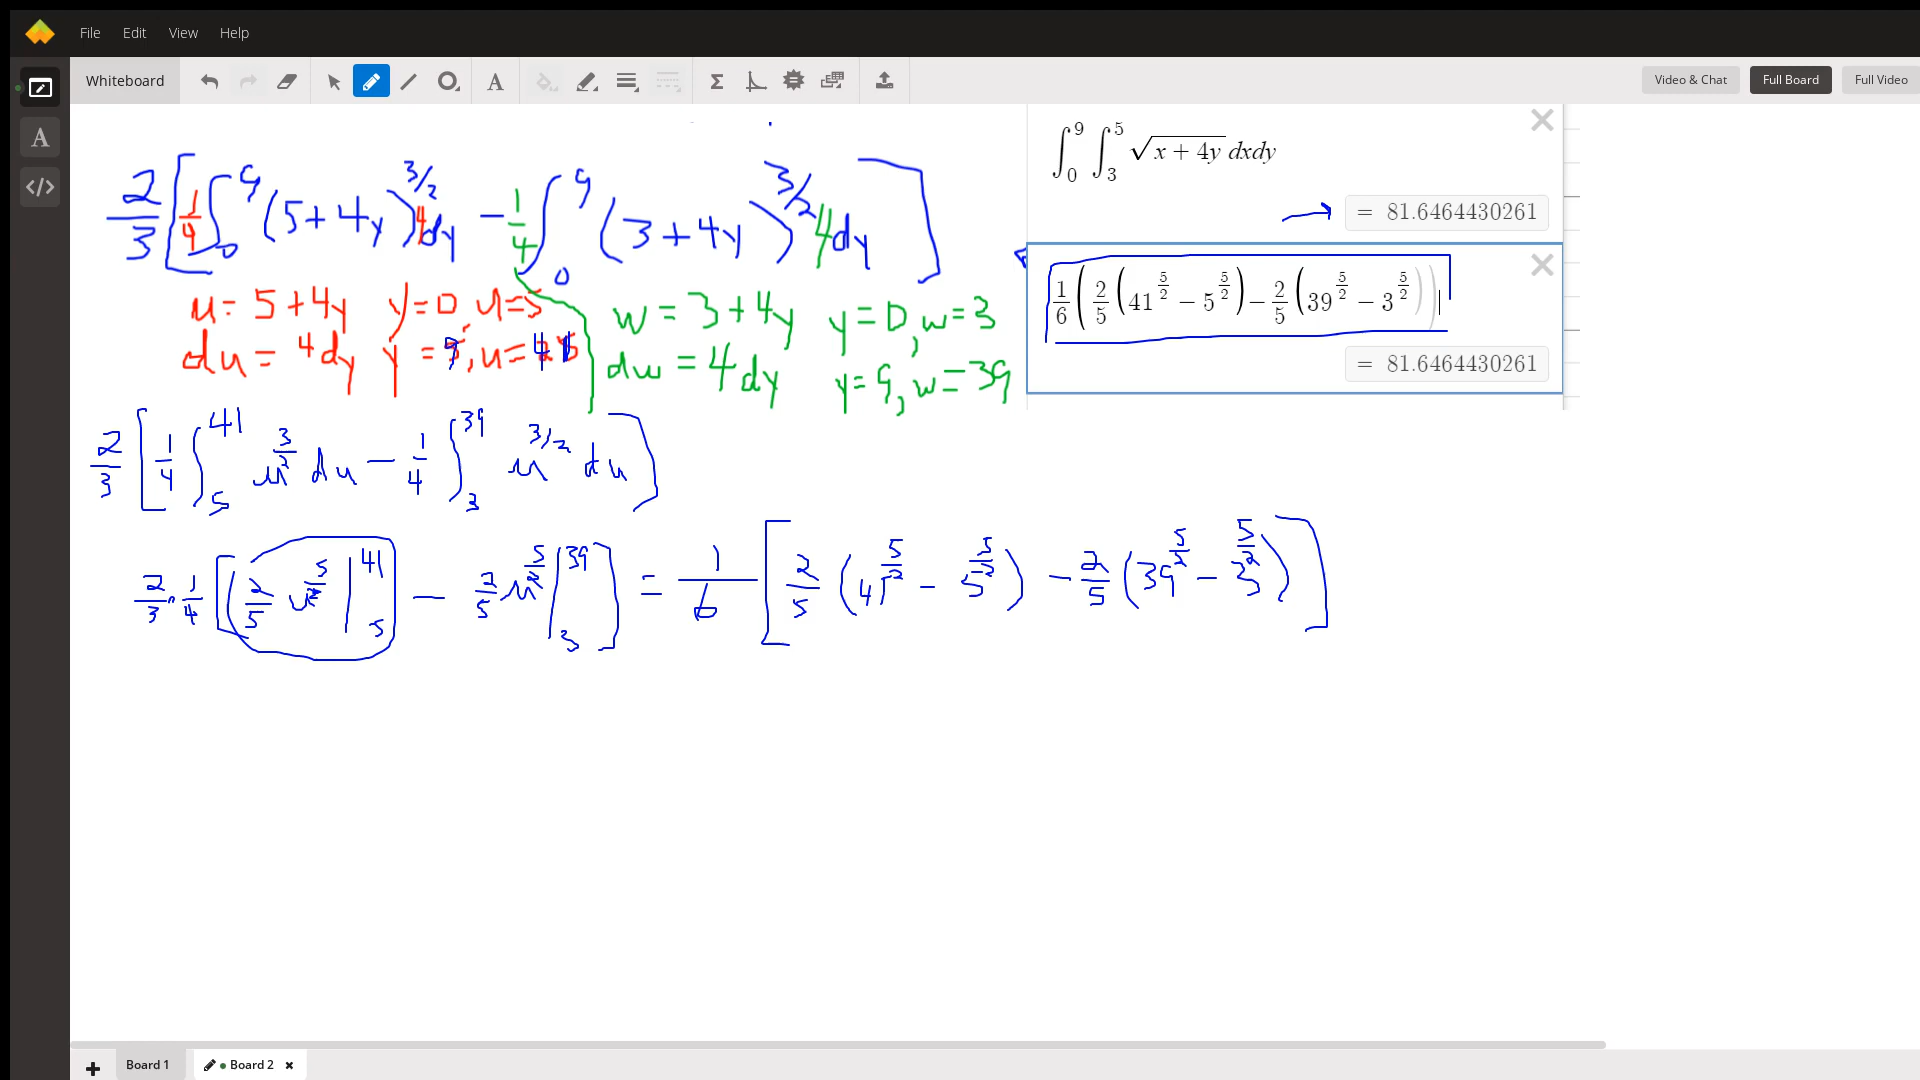 File Edit View Help
Whiteboard
Video & Chat Full Board Full Video
∫₀⁹ ∫₃⁵ √(x + 4y) dxdy
= 81.6464430261
2/3 [ 1/4 ∫₀⁹ (5+4y)^(3/2) 4dy − 1/4 ∫₀⁹ (3+4y)^(3/2) 4dy ]
1/6 ( 2/5 ( 41^(5/2) − 5^(5/2) ) − 2/5 ( 39^(5/2) − 3^(5/2) ) )
= 81.6464430261
u = 5+4y y=0, u=5
du = 4dy y = 9, u = 41
w = 3+4y y=0, w=3
dw = 4dy y=9, w=39
2/3 [ 1/4 ∫₅⁴¹ u^(3/2) du − 1/4 ∫₃³⁹ u^(3/2) du ]
2/3 · 1/4 [ ( 2/5 u^(5/2) |₅⁴¹ − 2/5 u^(5/2) |₃³⁹ ] = 1/6 [ 2/5 ( 41^(5/2) − 5^(5/2) ) − 2/5 ( 39^(5/2) − 3^(5/2) ) ]
Board 1 Board 2